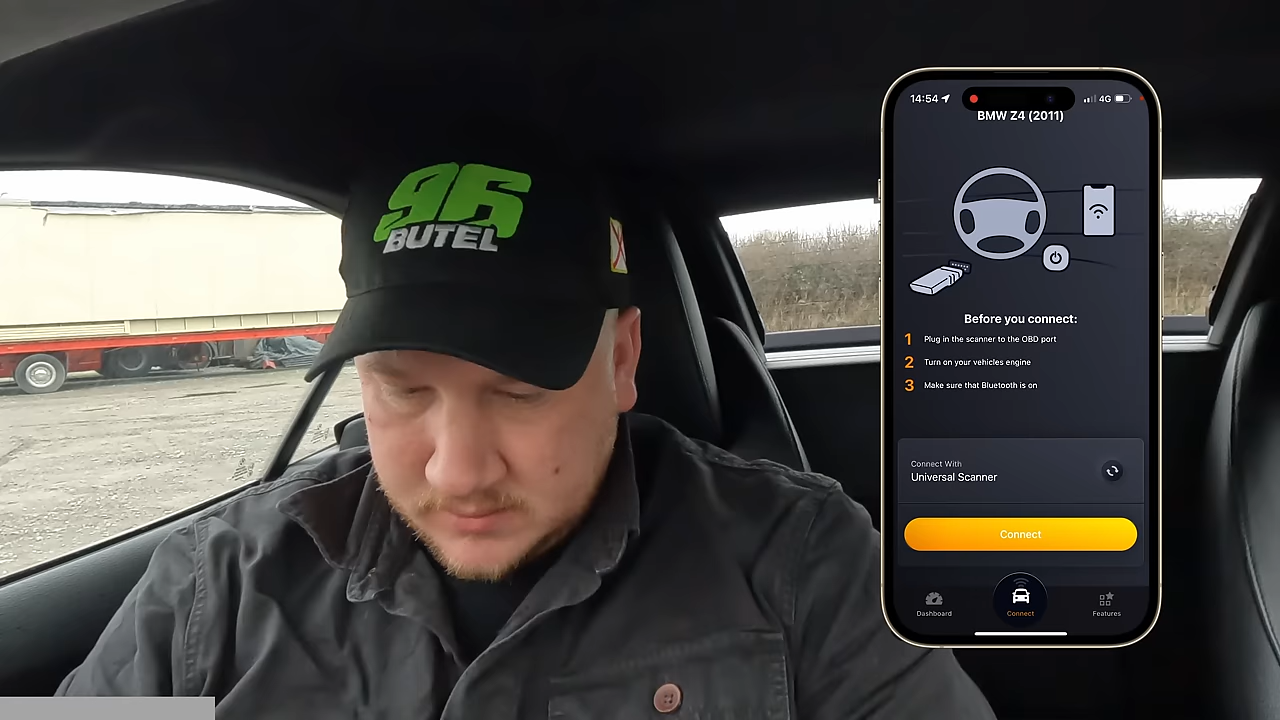 96
BUTEL
14:54
4G
BMW Z4 (2011)
Before you connect:
1 Plug in the scanner to the OBD port
2 Turn on your vehicles engine
3 Make sure that Bluetooth is on
Connect With
Universal Scanner
Connect
Dashboard
Connect
Features